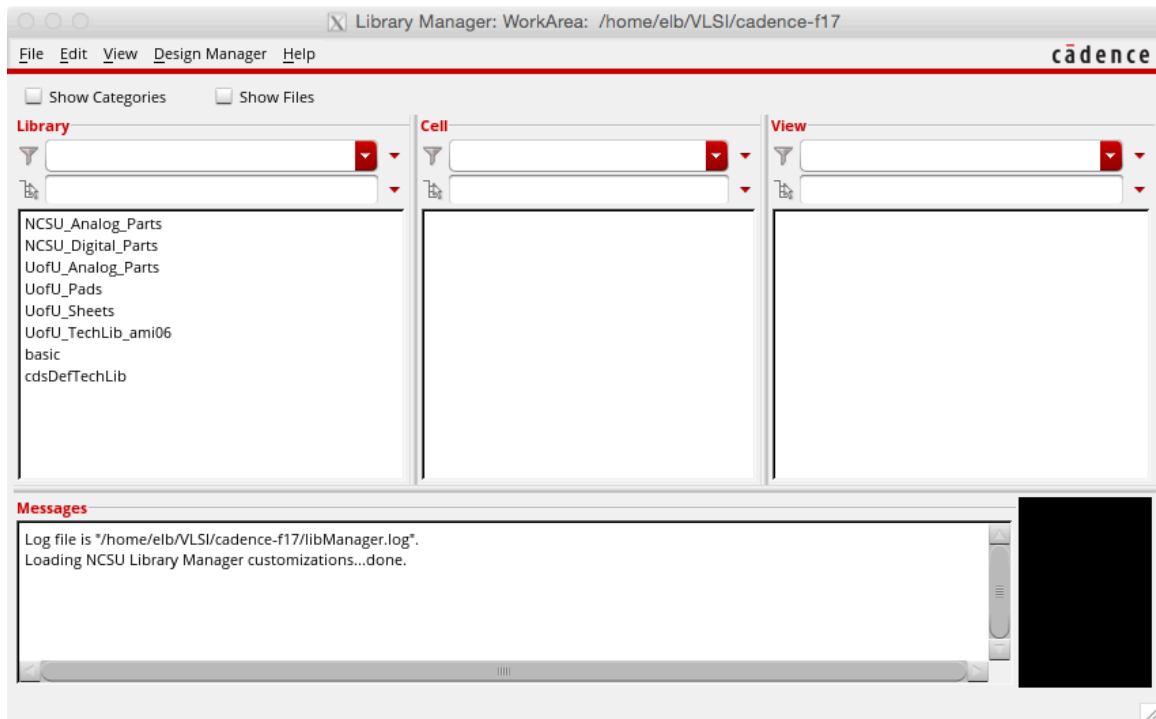 Library Manager: WorkArea: /home/elb/VLSI/cadence-f17
File Edit View Design Manager Help
cādence
Show Categories Show Files
Library Cell View
NCSU_Analog_Parts
NCSU_Digital_Parts
UofU_Analog_Parts
UofU_Pads
UofU_Sheets
UofU_TechLib_ami06
basic
cdsDefTechLib
Messages
Log file is "/home/elb/VLSI/cadence-f17/libManager.log".
Loading NCSU Library Manager customizations...done.